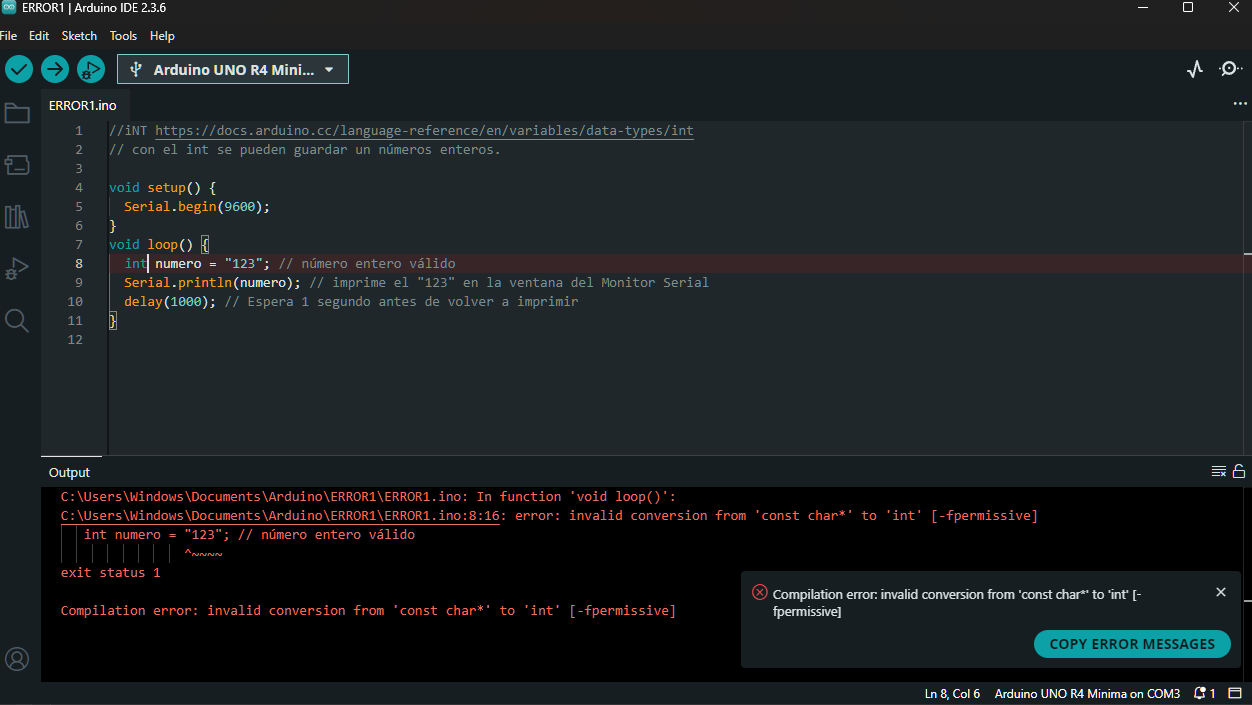 ERROR1 | Arduino IDE 2.3.6
File Edit Sketch Tools Help
Arduino UNO R4 Mini...
ERROR1.ino
1 //iNT https://docs.arduino.cc/language-reference/en/variables/data-types/int
2 // con el int se pueden guardar un números enteros.
3
4 void setup() {
5 Serial.begin(9600);
6 }
7 void loop() {
8 int numero = "123"; // número entero válido
9 Serial.println(numero); // imprime el "123" en la ventana del Monitor Serial
10 delay(1000); // Espera 1 segundo antes de volver a imprimir
11 }
12
Output
C:\Users\Windows\Documents\Arduino\ERROR1\ERROR1.ino: In function 'void loop()':
C:\Users\Windows\Documents\Arduino\ERROR1\ERROR1.ino:8:16: error: invalid conversion from 'const char*' to 'int' [-fpermissive]
int numero = "123"; // número entero válido
^~~~~
exit status 1
Compilation error: invalid conversion from 'const char*' to 'int' [-fpermissive]
Compilation error: invalid conversion from 'const char*' to 'int' [-
fpermissive]
COPY ERROR MESSAGES
Ln 8, Col 6 Arduino UNO R4 Minima on COM3 1